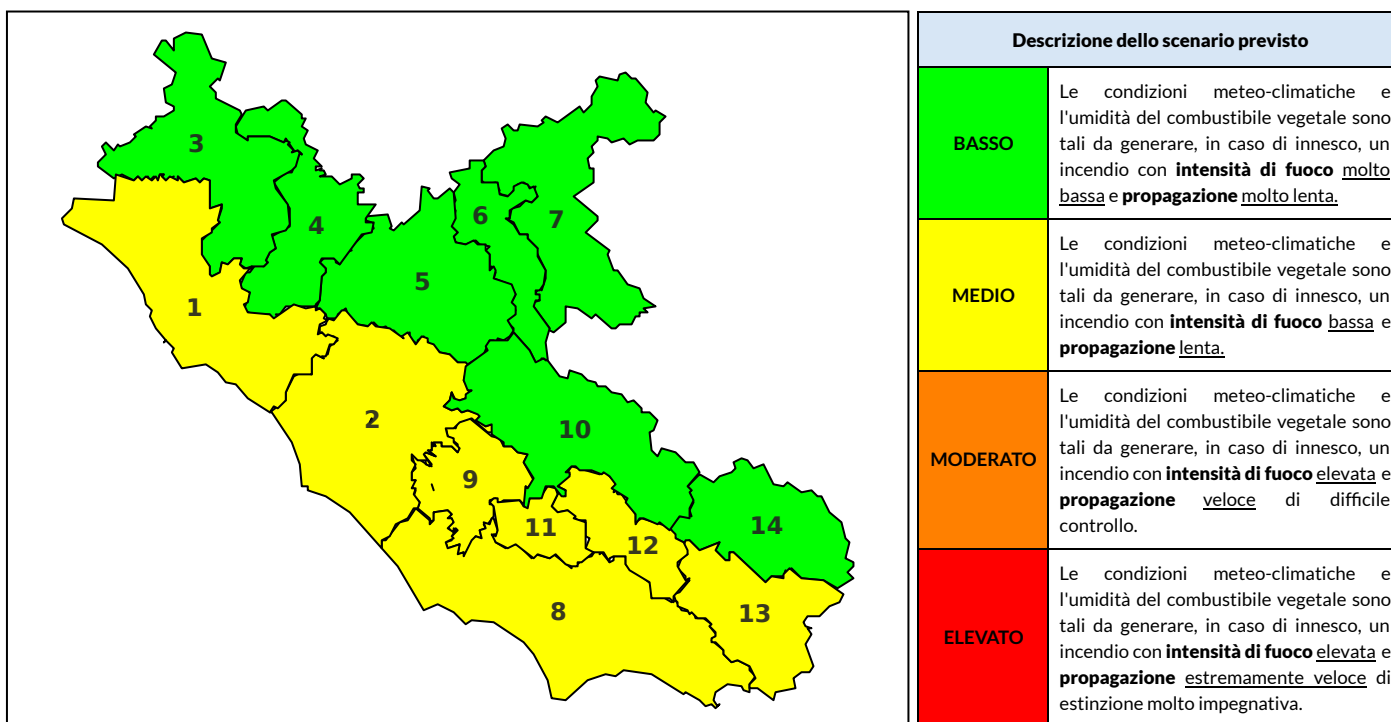 3
4
6
7
5
1
2
10
9
11
12
14
8
13
Descrizione dello scenario previsto
BASSO
Le condizioni meteo-climatiche e
l'umidità del combustibile vegetale sono
tali da generare, in caso di innesco, un
incendio con intensità di fuoco molto
bassa e propagazione molto lenta.
MEDIO
Le condizioni meteo-climatiche e
l'umidità del combustibile vegetale sono
tali da generare, in caso di innesco, un
incendio con intensità di fuoco bassa e
propagazione lenta.
MODERATO
Le condizioni meteo-climatiche e
l'umidità del combustibile vegetale sono
tali da generare, in caso di innesco, un
incendio con intensità di fuoco elevata e
propagazione veloce di difficile
controllo.
ELEVATO
Le condizioni meteo-climatiche e
l'umidità del combustibile vegetale sono
tali da generare, in caso di innesco, un
incendio con intensità di fuoco elevata e
propagazione estremamente veloce di
estinzione molto impegnativa.